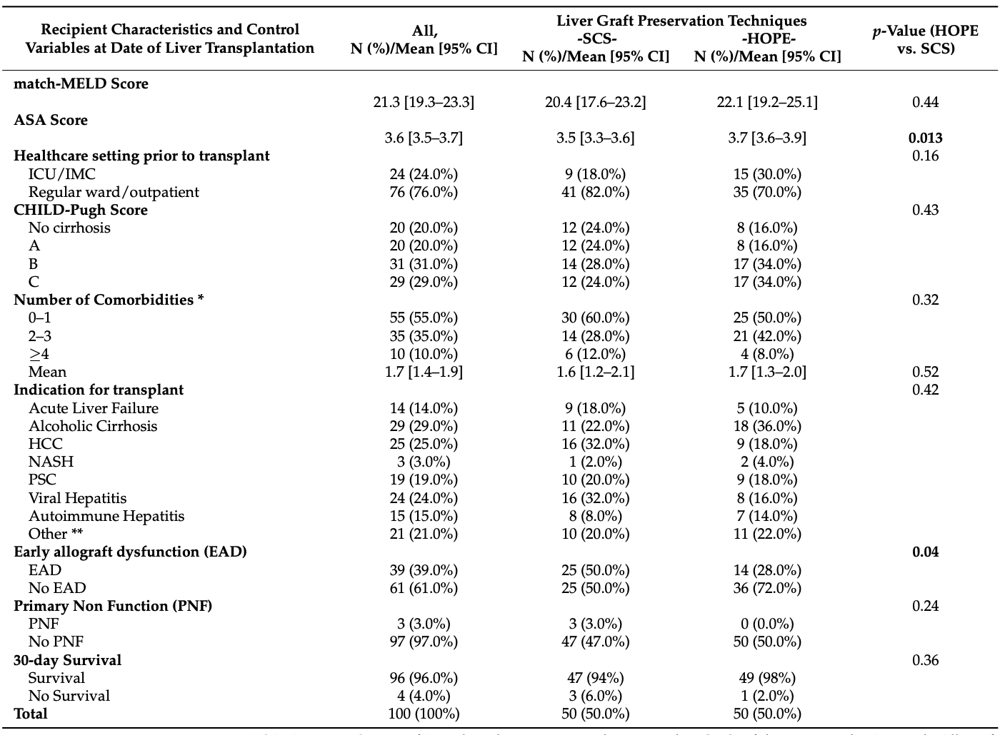 Recipient Characteristics and Control Variables at Date of Liver Transplantation
All, N (%)/Mean [95% CI]
Liver Graft Preservation Techniques
-SCS- N (%)/Mean [95% CI]
-HOPE- N (%)/Mean [95% CI]
p-Value (HOPE vs. SCS)
match-MELD Score
21.3 [19.3–23.3] 20.4 [17.6–23.2] 22.1 [19.2–25.1] 0.44
ASA Score
3.6 [3.5–3.7] 3.5 [3.3–3.6] 3.7 [3.6–3.9] 0.013
Healthcare setting prior to transplant 0.16
ICU/IMC 24 (24.0%) 9 (18.0%) 15 (30.0%)
Regular ward/outpatient 76 (76.0%) 41 (82.0%) 35 (70.0%)
CHILD-Pugh Score 0.43
No cirrhosis 20 (20.0%) 12 (24.0%) 8 (16.0%)
A 20 (20.0%) 12 (24.0%) 8 (16.0%)
B 31 (31.0%) 14 (28.0%) 17 (34.0%)
C 29 (29.0%) 12 (24.0%) 17 (34.0%)
Number of Comorbidities * 0.32
0–1 55 (55.0%) 30 (60.0%) 25 (50.0%)
2–3 35 (35.0%) 14 (28.0%) 21 (42.0%)
≥4 10 (10.0%) 6 (12.0%) 4 (8.0%)
Mean 1.7 [1.4–1.9] 1.6 [1.2–2.1] 1.7 [1.3–2.0] 0.52
Indication for transplant 0.42
Acute Liver Failure 14 (14.0%) 9 (18.0%) 5 (10.0%)
Alcoholic Cirrhosis 29 (29.0%) 11 (22.0%) 18 (36.0%)
HCC 25 (25.0%) 16 (32.0%) 9 (18.0%)
NASH 3 (3.0%) 1 (2.0%) 2 (4.0%)
PSC 19 (19.0%) 10 (20.0%) 9 (18.0%)
Viral Hepatitis 24 (24.0%) 16 (32.0%) 8 (16.0%)
Autoimmune Hepatitis 15 (15.0%) 8 (8.0%) 7 (14.0%)
Other ** 21 (21.0%) 10 (20.0%) 11 (22.0%)
Early allograft dysfunction (EAD) 0.04
EAD 39 (39.0%) 25 (50.0%) 14 (28.0%)
No EAD 61 (61.0%) 25 (50.0%) 36 (72.0%)
Primary Non Function (PNF) 0.24
PNF 3 (3.0%) 3 (3.0%) 0 (0.0%)
No PNF 97 (97.0%) 47 (47.0%) 50 (50.0%)
30-day Survival 0.36
Survival 96 (96.0%) 47 (94%) 49 (98%)
No Survival 4 (4.0%) 3 (6.0%) 1 (2.0%)
Total 100 (100%) 50 (50.0%) 50 (50.0%)